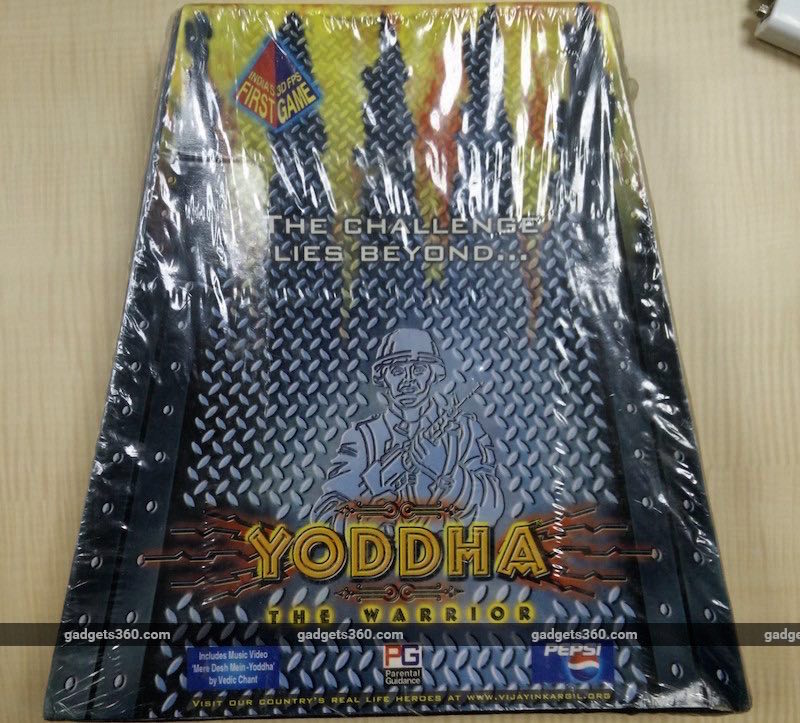 INDIA'S 3D FPS
FIRST GAME
THE CHALLENGE
LIES BEYOND...
YODDHA
THE WARRIOR
gadgets360.com gadgets360.com gadgets360.com gadg
Includes Music Video
'Mere Desh Mein -Yoddha'
by Vedic Chant
PG
Parental
Guidance
PEPSI
VISIT OUR COUNTRY'S REAL LIFE HEROES AT WWW.VIJAYINKARGIL.ORG